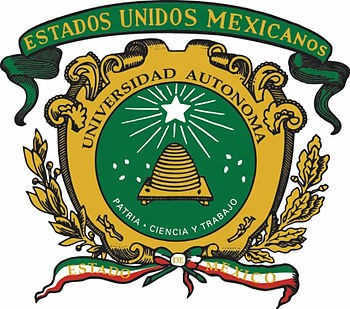 ESTADOS UNIDOS MEXICANOS
UNIVERSIDAD AUTONOMA
PATRIA • CIENCIA Y TRABAJO
ESTADO DE MEXICO